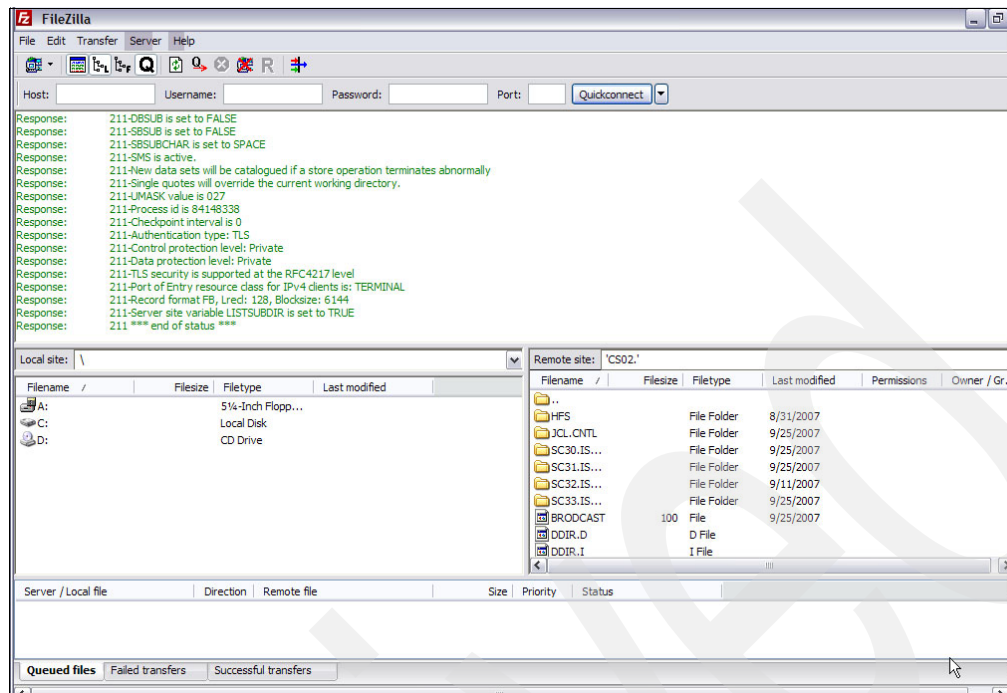 FileZilla
File Edit Transfer Server Help
Host: Username: Password: Port: Quickconnect
Response: 211-DBSUB is set to FALSE
Response: 211-SBSUB is set to FALSE
Response: 211-SBSUBCHAR is set to SPACE
Response: 211-SMS is active.
Response: 211-New data sets will be catalogued if a store operation terminates abnormally
Response: 211-Single quotes will override the current working directory.
Response: 211-UMASK value is 027
Response: 211-Process id is 84148338
Response: 211-Checkpoint interval is 0
Response: 211-Authentication type: TLS
Response: 211-Control protection level: Private
Response: 211-Data protection level: Private
Response: 211-TLS security is supported at the RFC4217 level
Response: 211-Port of Entry resource class for IPv4 clients is: TERMINAL
Response: 211-Record format FB, Lrecl: 128, Blocksize: 6144
Response: 211-Server site variable LISTSUBDIR is set to TRUE
Response: 211 *** end of status ***
Local site: \
Filename / Filesize Filetype Last modified
A: 5¼-Inch Flopp...
C: Local Disk
D: CD Drive
Remote site: 'CS02.'
Filename / Filesize Filetype Last modified Permissions Owner / Gr.
..
HFS File Folder 8/31/2007
JCL.CNTL File Folder 9/25/2007
SC30.IS... File Folder 9/25/2007
SC31.IS... File Folder 9/25/2007
SC32.IS... File Folder 9/11/2007
SC33.IS... File Folder 9/25/2007
BRODCAST 100 File 9/25/2007
DDIR.D D File
DDIR.I I File
Server / Local file Direction Remote file Size Priority Status
Queued files Failed transfers Successful transfers